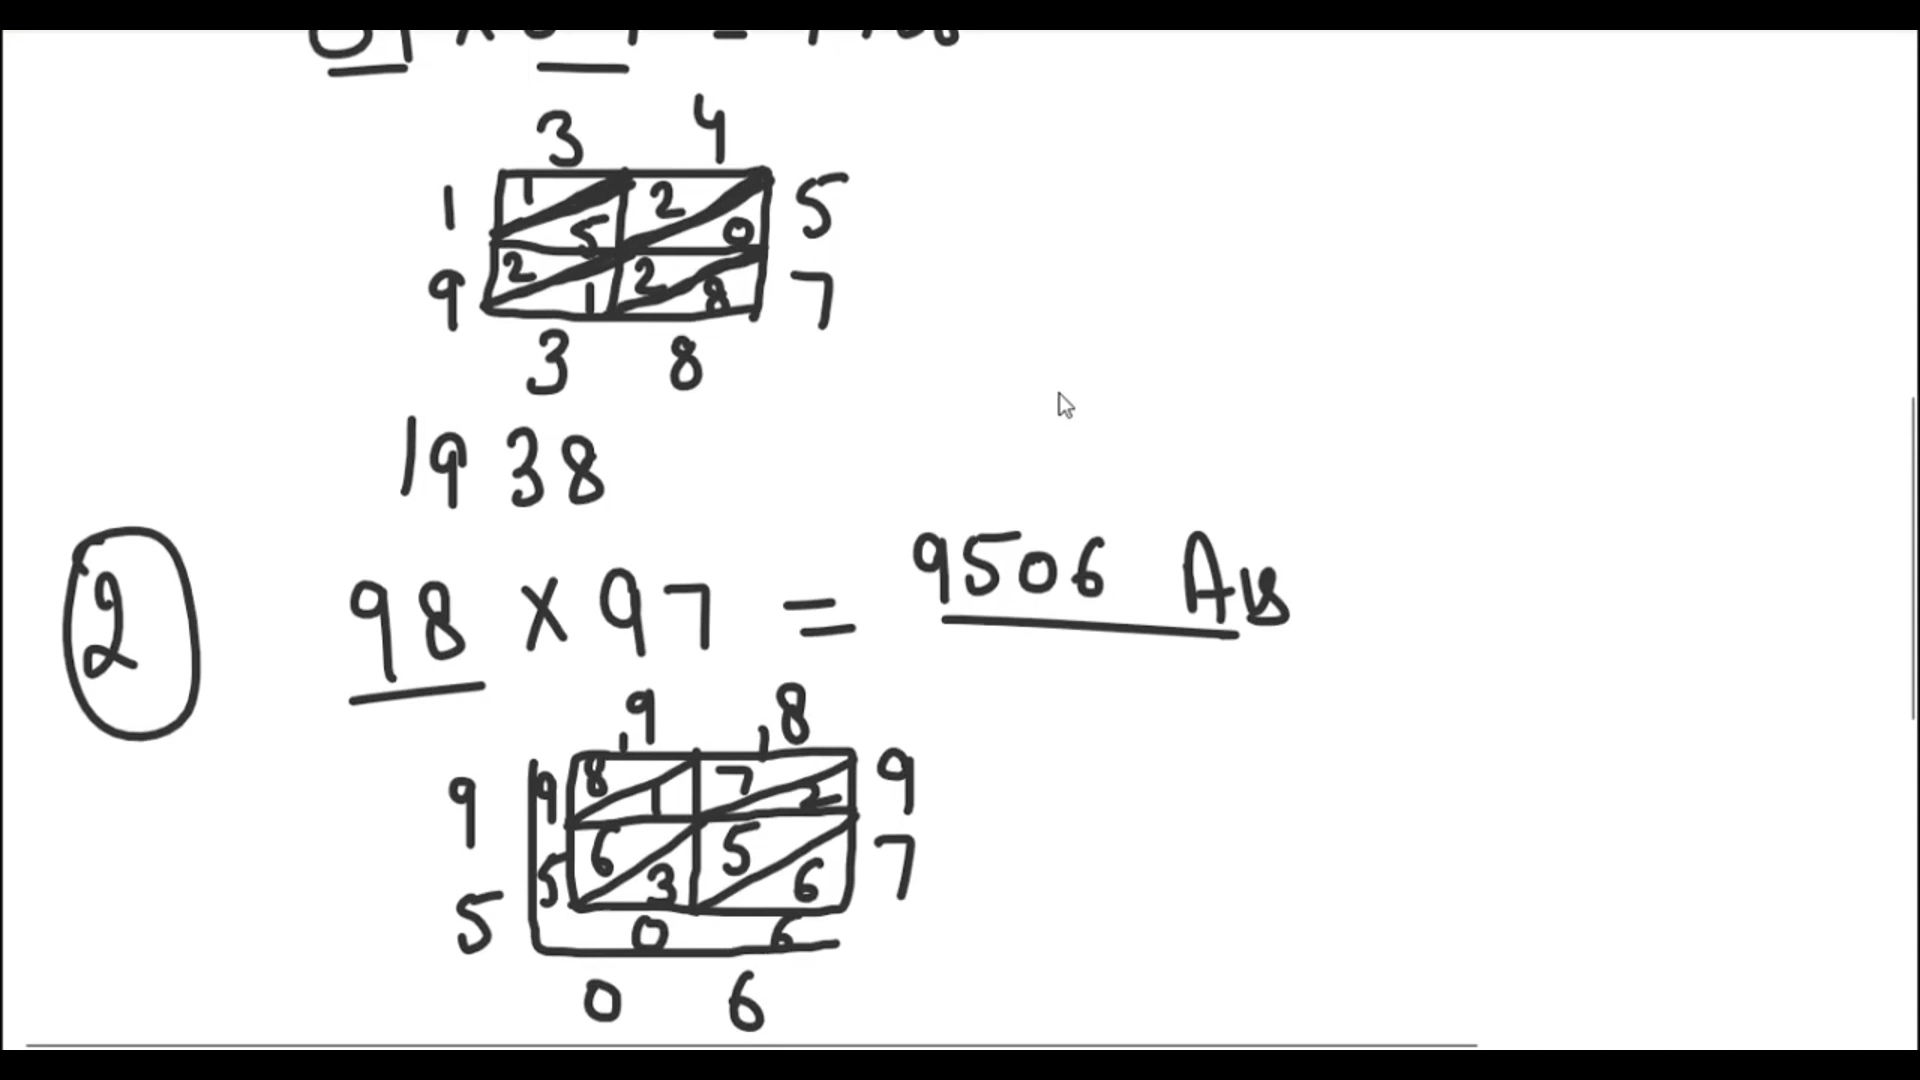 3 4
1 1 2 5
5 0
9 2 2 7
1 8
3 8
1938
2
98 × 97 = 9506 Ans
9 8
9 9 8 7 9
1 2
5 5 6 5 7
3 6
0 6
0 6